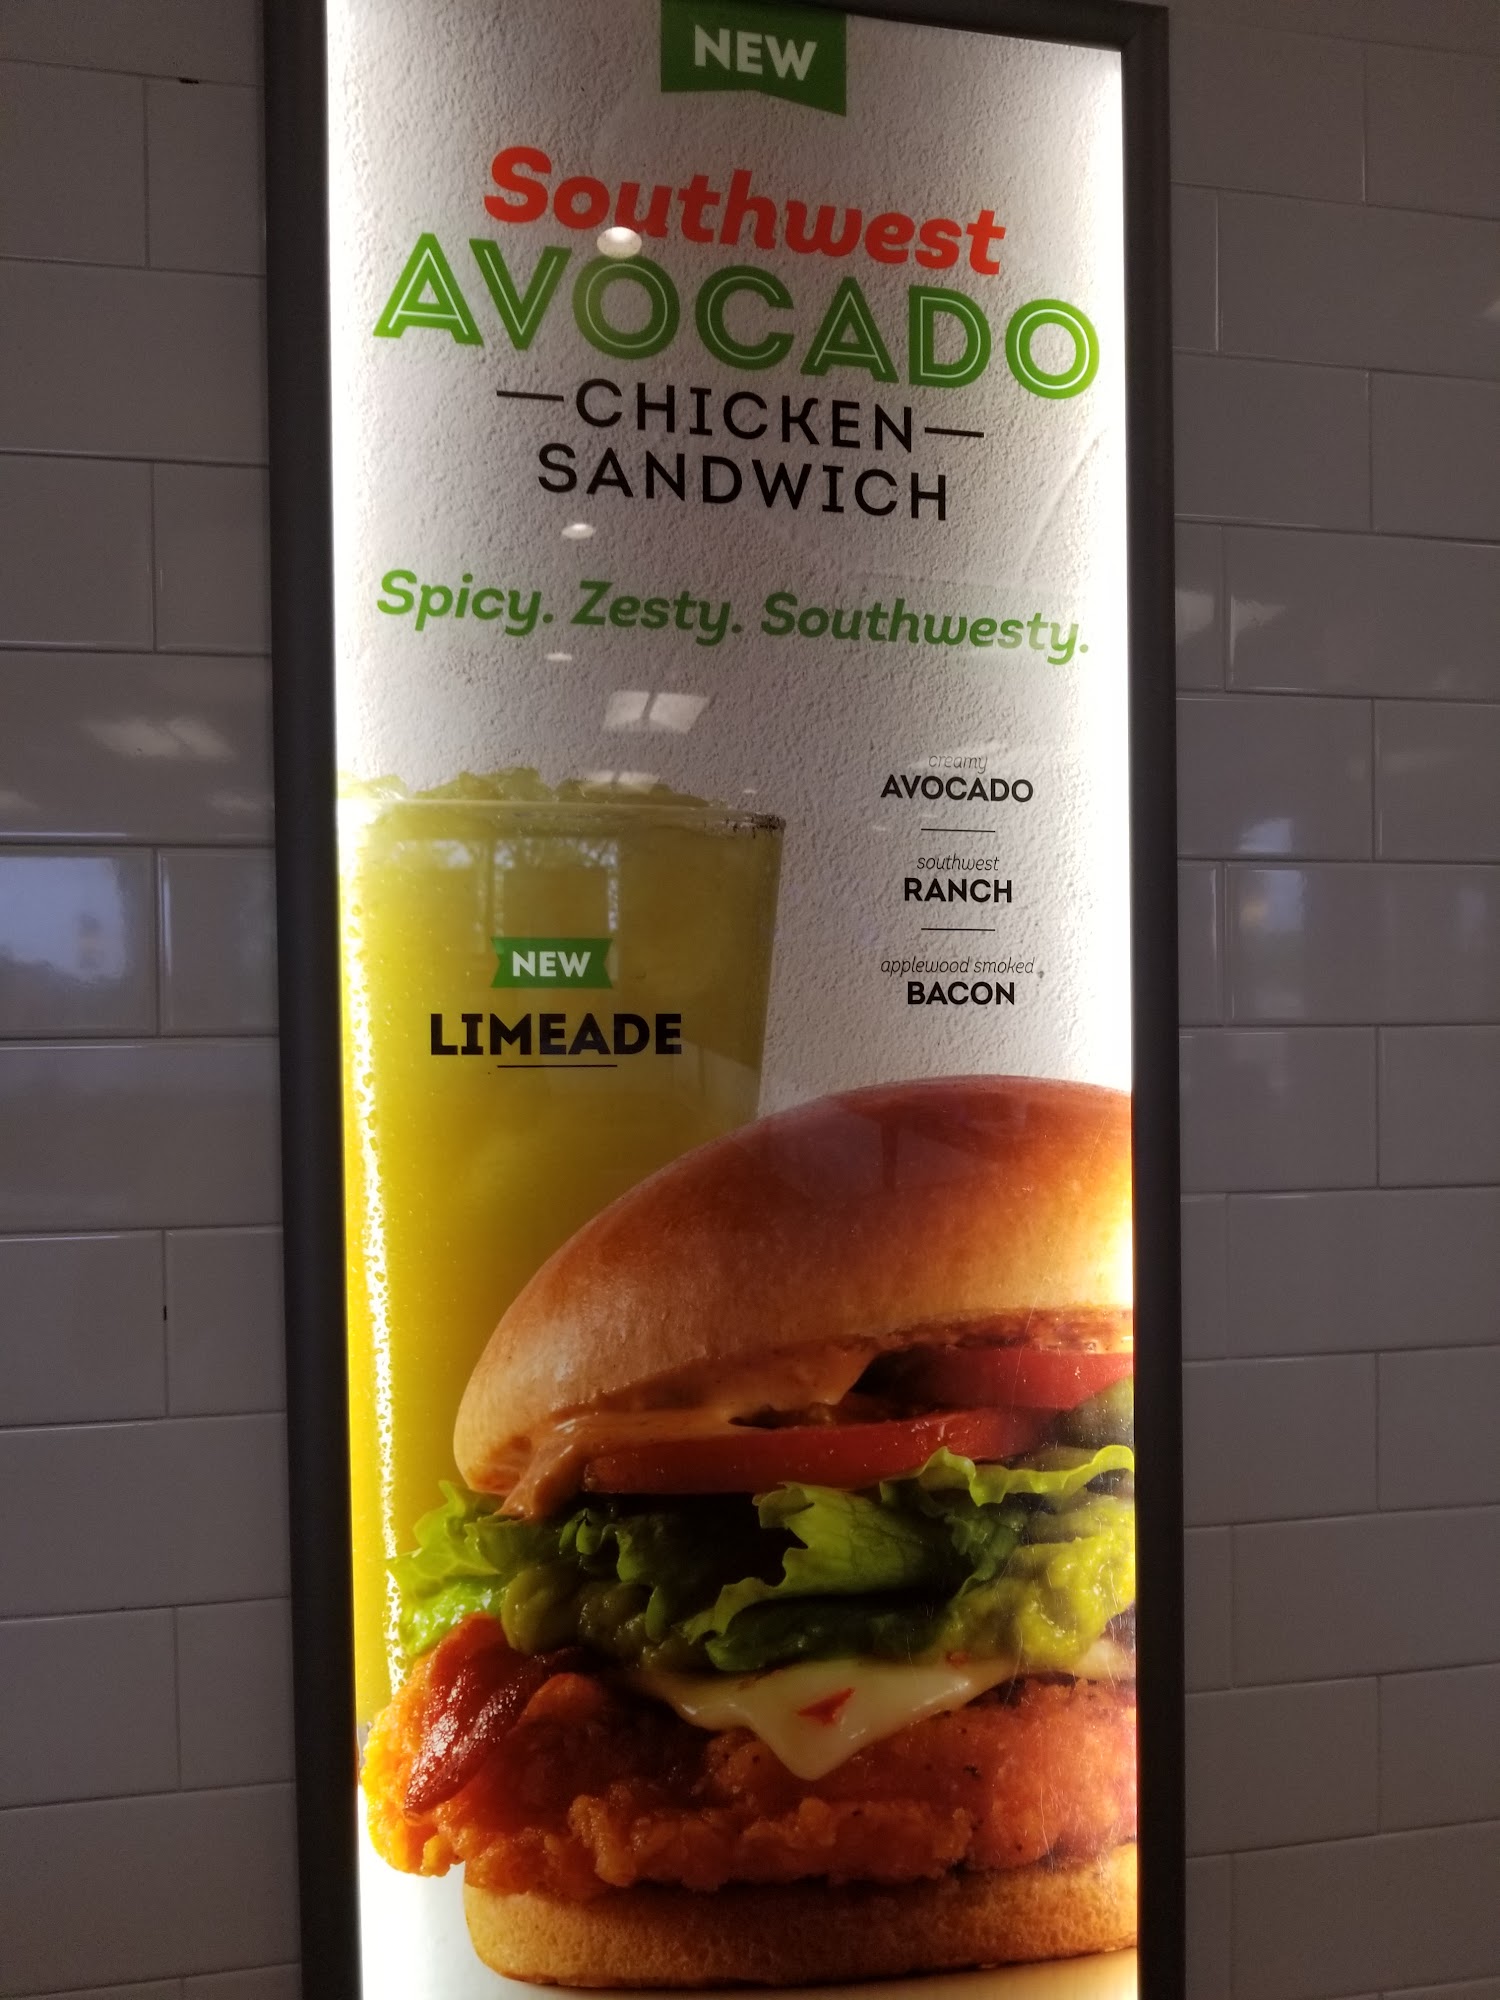 NEW
Southwest
AVOCADO
—CHICKEN—
SANDWICH
Spicy. Zesty. Southwesty.
creamy
AVOCADO
southwest
RANCH
applewood smoked
BACON
NEW
LIMEADE